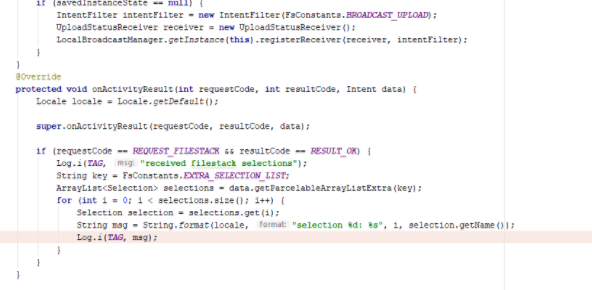 if (savedInstanceState == null) {
IntentFilter intentFilter = new IntentFilter(FsConstants.BROADCAST_UPLOAD);
UploadStatusReceiver receiver = new UploadStatusReceiver();
LocalBroadcastManager.getInstance(this).registerReceiver(receiver, intentFilter);
}
}
@Override
protected void onActivityResult(int requestCode, int resultCode, Intent data) {
Locale locale = Locale.getDefault();
super.onActivityResult(requestCode, resultCode, data);
if (requestCode == REQUEST_FILESTACK && resultCode == RESULT_OK) {
Log.i(TAG, msg: "received filestack selections");
String key = FsConstants.EXTRA_SELECTION_LIST;
ArrayList<Selection> selections = data.getParcelableArrayListExtra(key);
for (int i = 0; i < selections.size(); i++) {
Selection selection = selections.get(i);
String msg = String.format(locale, format: "selection %d: %s", i, selection.getName());
Log.i(TAG, msg);
}
}
}